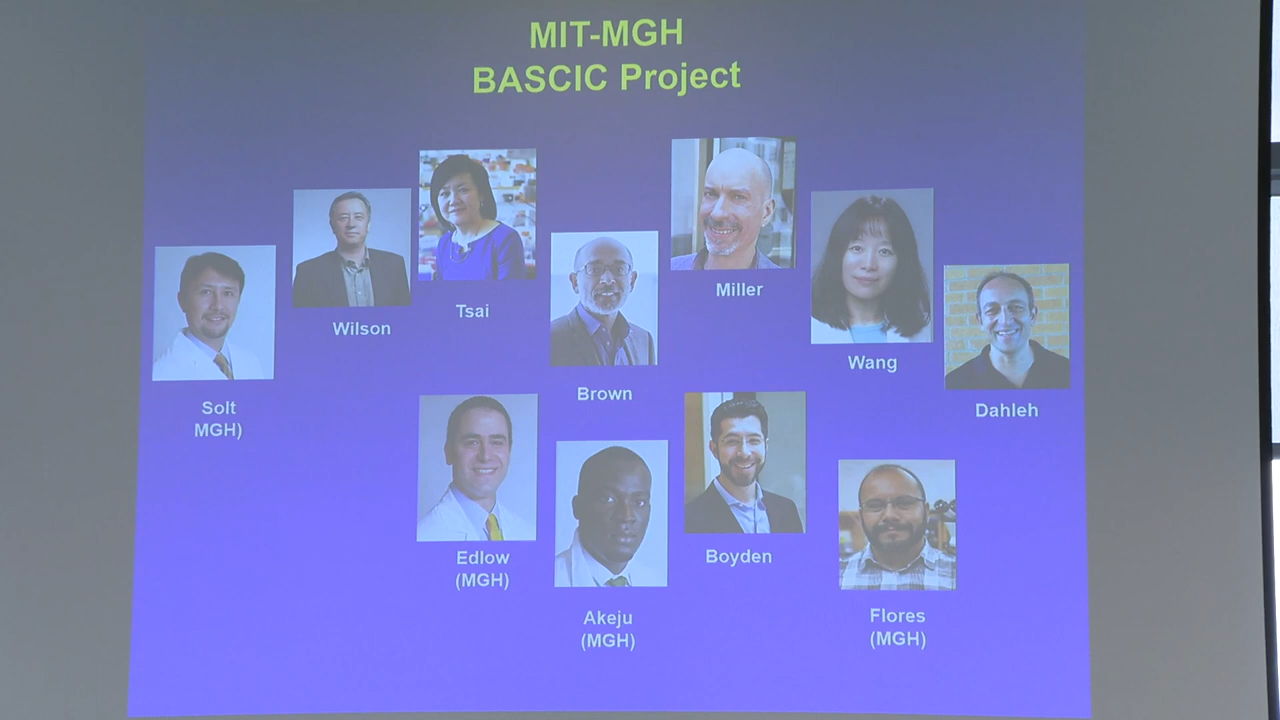 MIT-MGH
BASCIC Project
Solt
MGH)
Wilson
Tsai
Brown
Miller
Wang
Dahleh
Edlow
(MGH)
Akeju
(MGH)
Boyden
Flores
(MGH)